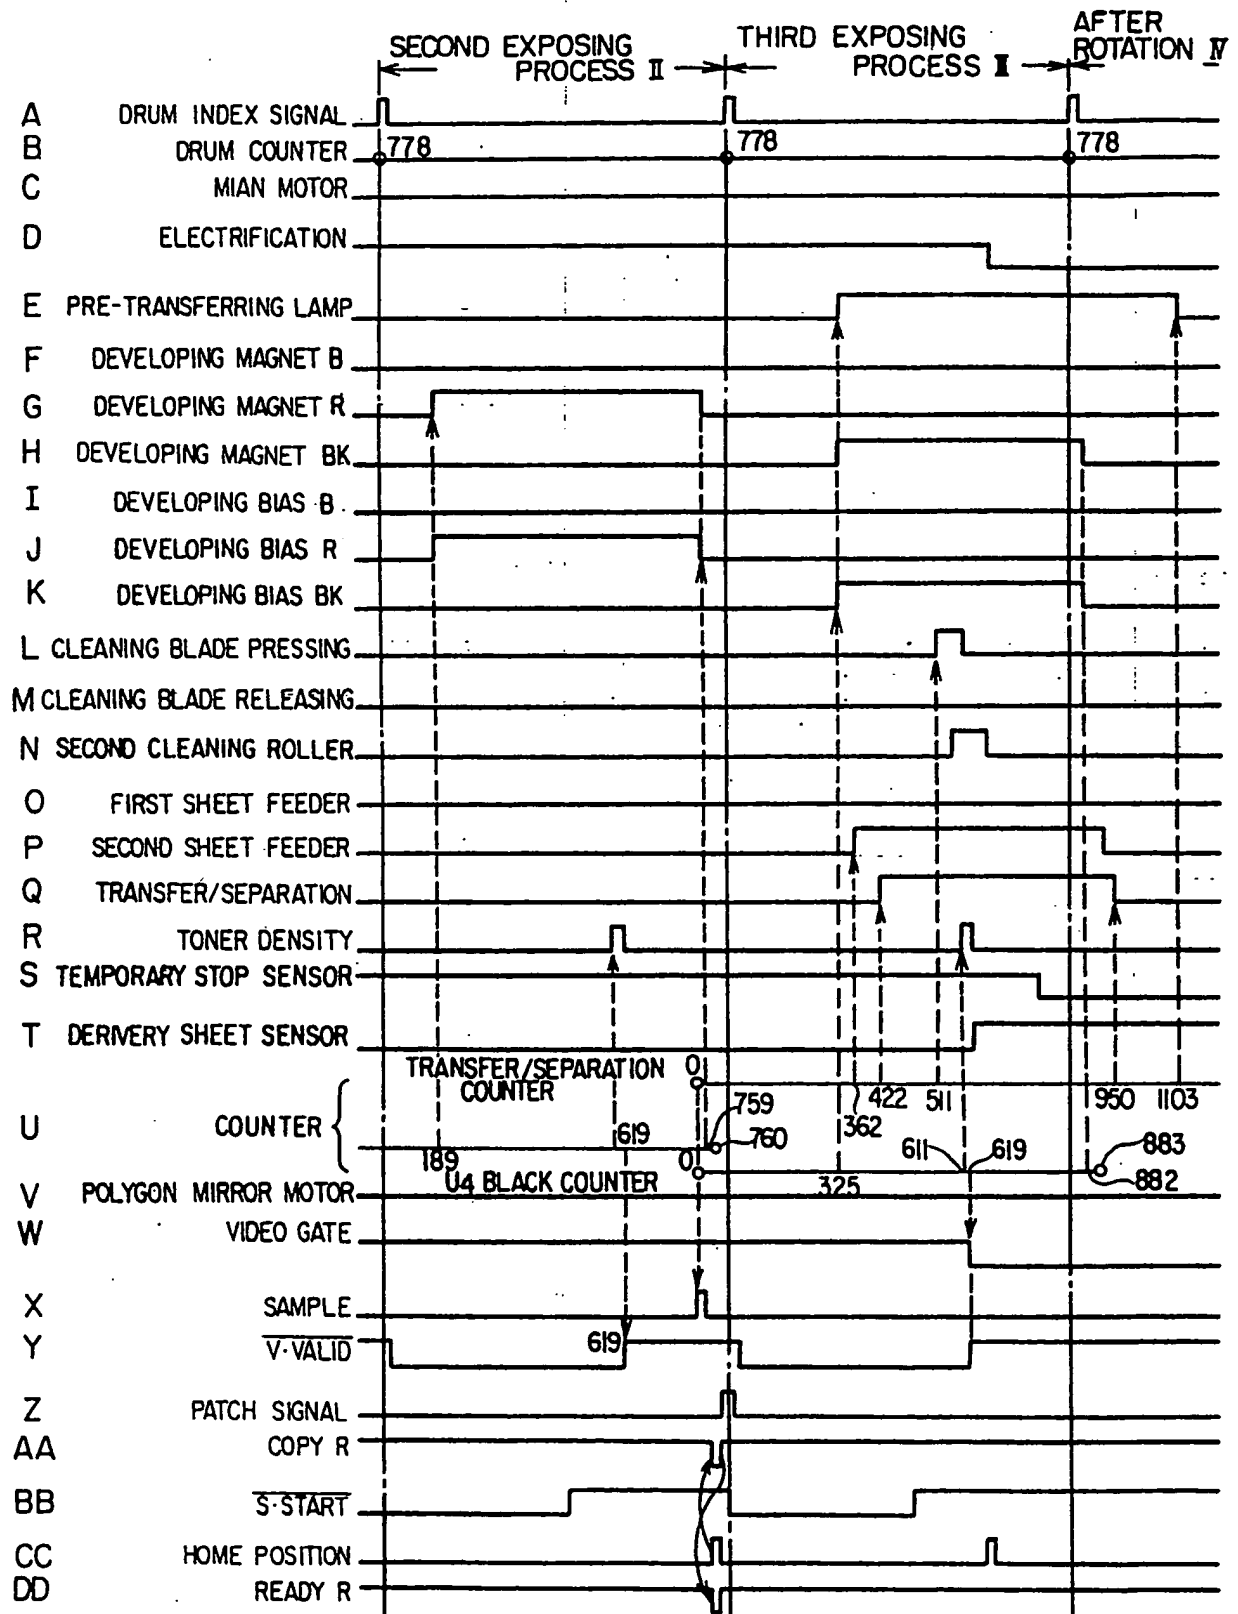 SECOND EXPOSING
PROCESS II
THIRD EXPOSING
PROCESS III
AFTER
ROTATION IV
A DRUM INDEX SIGNAL
B DRUM COUNTER 778 778 778
C MIAN MOTOR
D ELECTRIFICATION
E PRE-TRANSFERRING LAMP
F DEVELOPING MAGNET B
G DEVELOPING MAGNET R
H DEVELOPING MAGNET BK
I DEVELOPING BIAS B
J DEVELOPING BIAS R
K DEVELOPING BIAS BK
L CLEANING BLADE PRESSING
M CLEANING BLADE RELEASING
N SECOND CLEANING ROLLER
O FIRST SHEET FEEDER
P SECOND SHEET FEEDER
Q TRANSFER/SEPARATION
R TONER DENSITY
S TEMPORARY STOP SENSOR
T DERIVERY SHEET SENSOR
TRANSFER/SEPARATION 0
COUNTER
759 362 422 511 950 1103
U COUNTER { 619 760 611 619 883
189 0 325 882
U4 BLACK COUNTER
V POLYGON MIRROR MOTOR
W VIDEO GATE
X SAMPLE
Y V·VALID 619
Z PATCH SIGNAL
AA COPY R
BB S·START
CC HOME POSITION
DD READY R